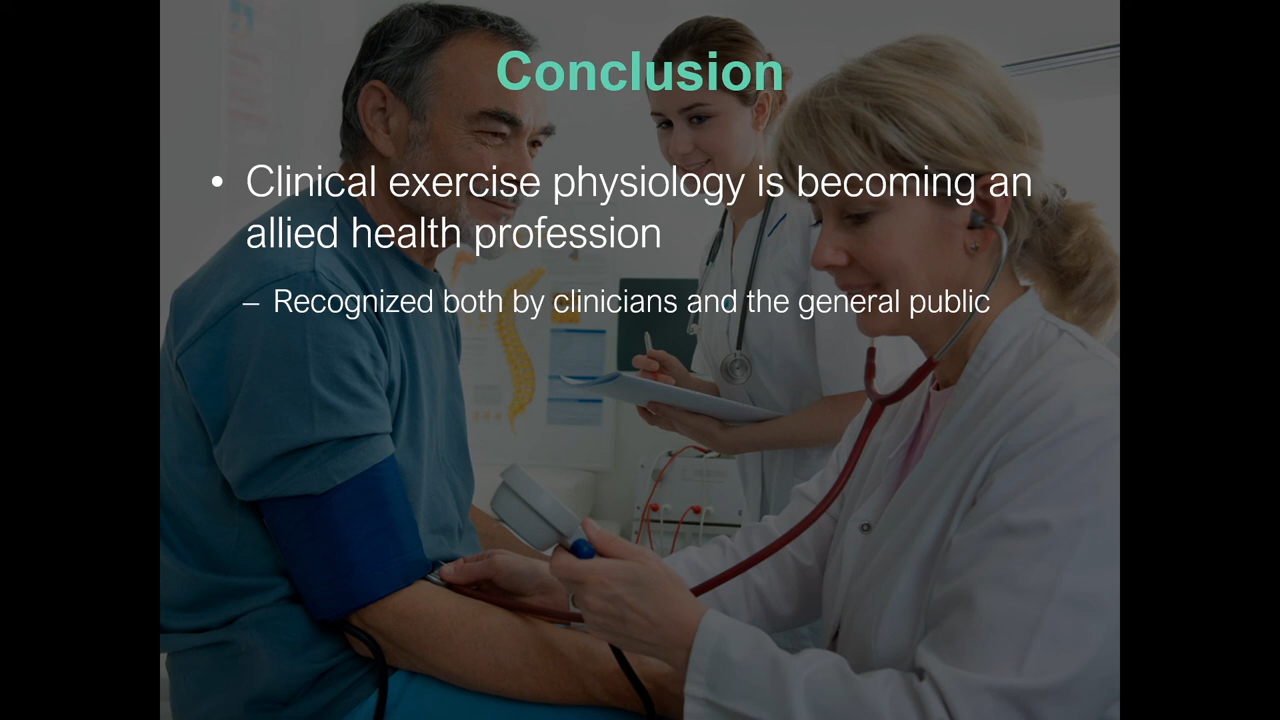 Conclusion
• Clinical exercise physiology is becoming an
allied health profession
– Recognized both by clinicians and the general public